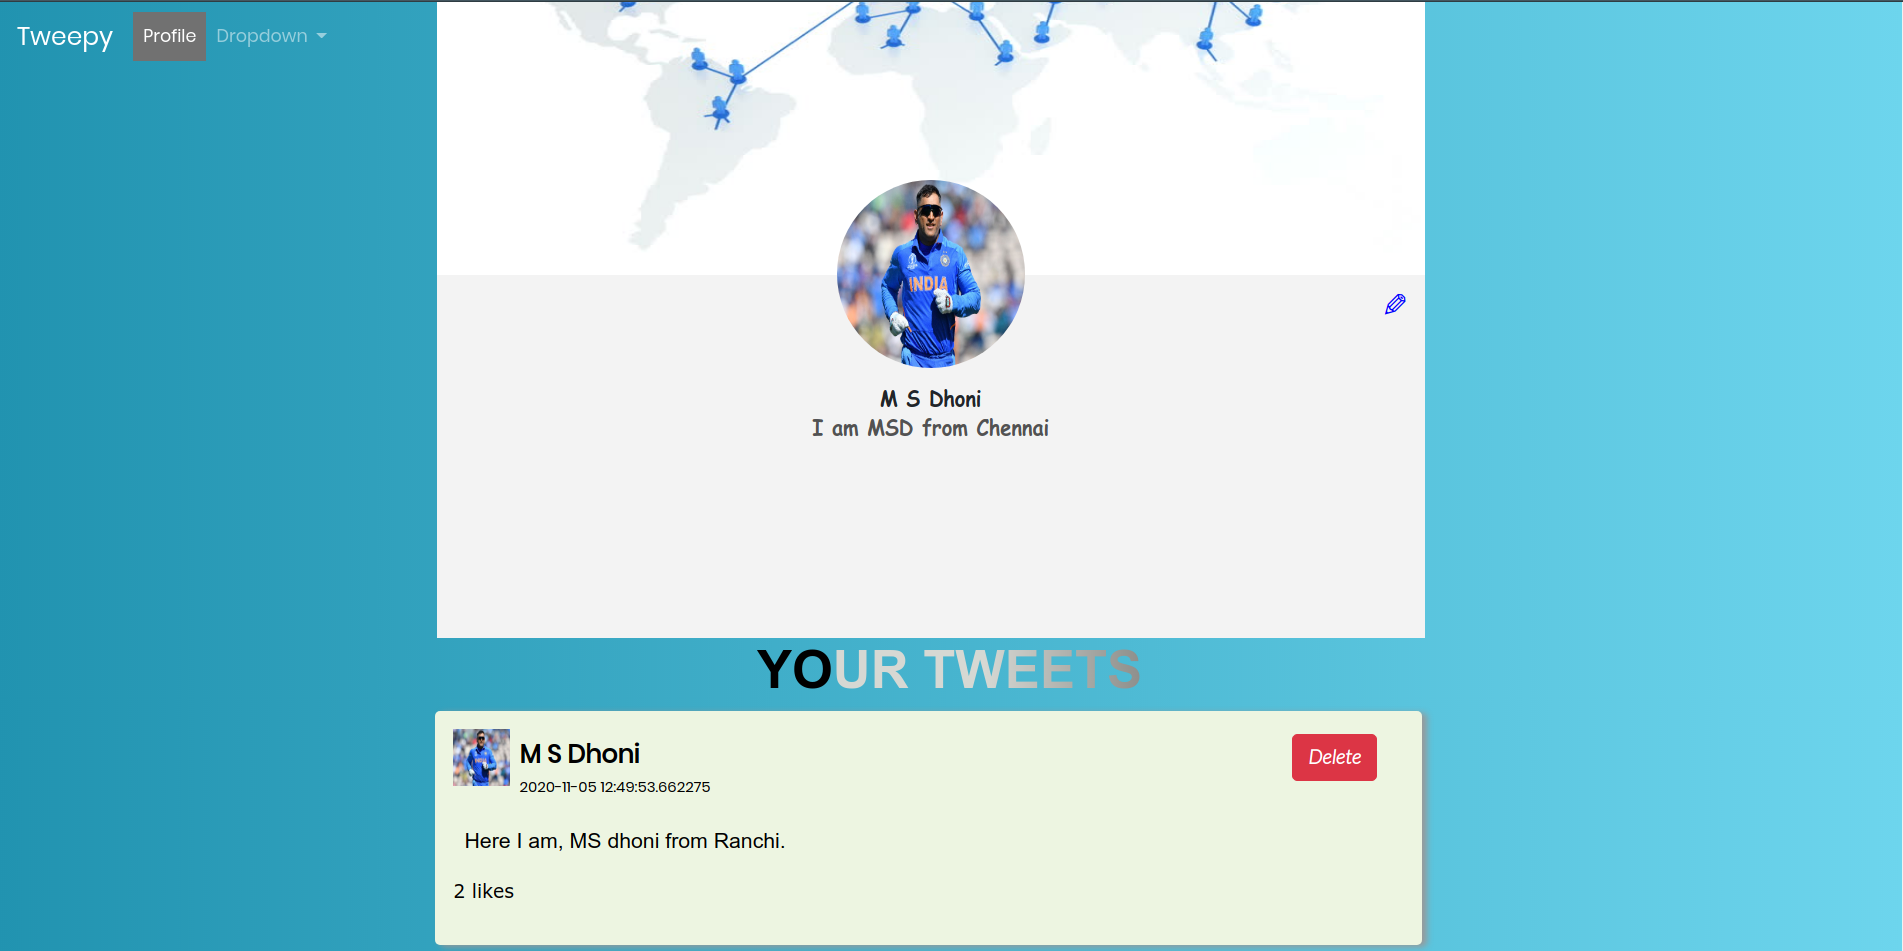 Tweepy Profile Dropdown
INDIA
M S Dhoni
I am MSD from Chennai
YOUR TWEETS
M S Dhoni
Delete
2020-11-05 12:49:53.662275
Here I am, MS dhoni from Ranchi.
2 likes